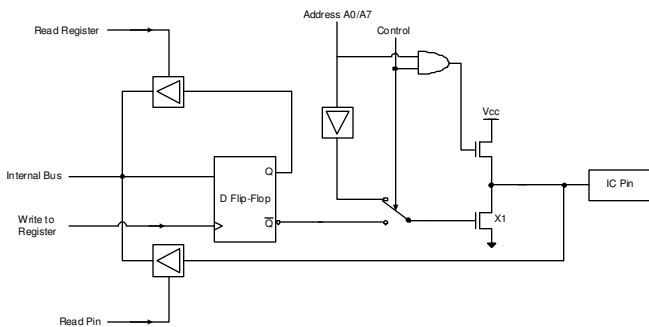 Address A0/A7
Read Register
Control
Vcc
Internal Bus
Q
D Flip-Flop
IC Pin
Write to
Register
Q
X1
Read Pin